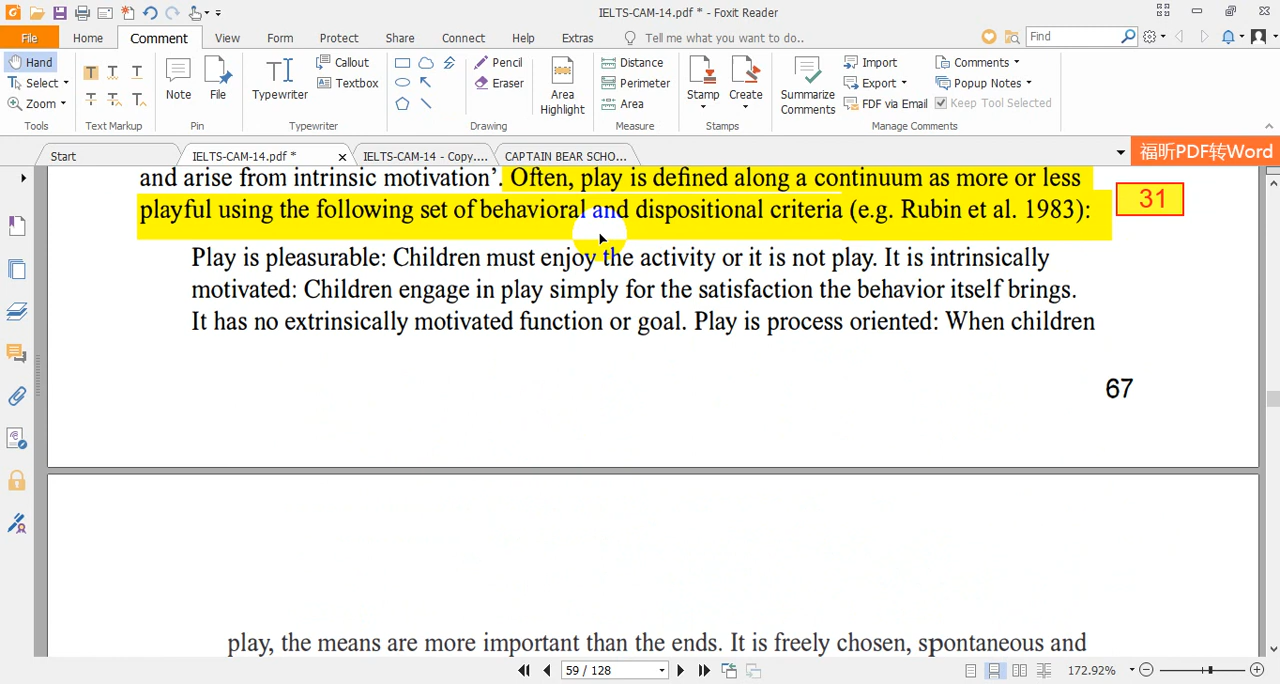 IELTS-CAM-14.pdf * - Foxit Reader
File Home Comment View Form Protect Share Connect Help Extras Tell me what you want to do.. Find
Hand
Select
Zoom
Tools
Text Markup
Note
File
Pin
Typewriter
Callout
Textbox
Typewriter
Pencil
Eraser
Drawing
Area
Highlight
Distance
Perimeter
Area
Measure
Stamp
Create
Stamps
Summarize
Comments
Import
Export
FDF via Email
Comments
Popup Notes
Keep Tool Selected
Manage Comments
Start IELTS-CAM-14.pdf * IELTS-CAM-14 - Copy.... CAPTAIN BEAR SCHO... 福昕PDF转Word
and arise from intrinsic motivation’. Often, play is defined along a continuum as more or less
playful using the following set of behavioral and dispositional criteria (e.g. Rubin et al. 1983):
31
Play is pleasurable: Children must enjoy the activity or it is not play. It is intrinsically
motivated: Children engage in play simply for the satisfaction the behavior itself brings.
It has no extrinsically motivated function or goal. Play is process oriented: When children
67
play, the means are more important than the ends. It is freely chosen, spontaneous and
59 / 128
172.92%